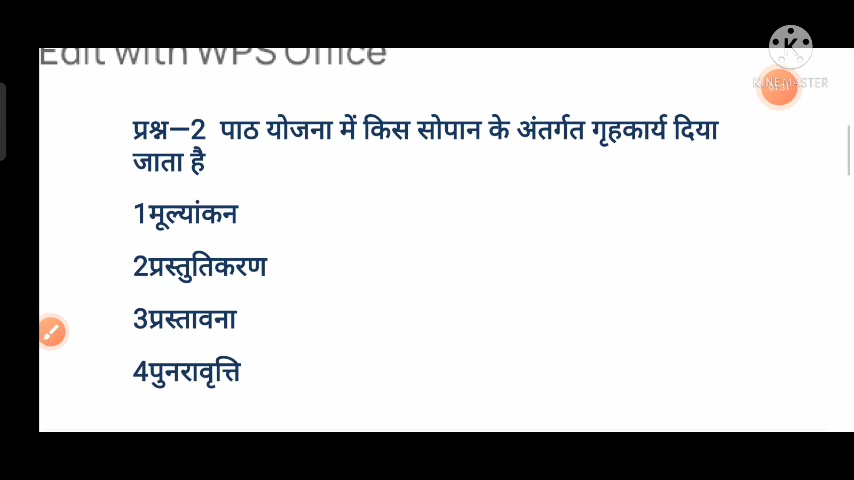 Edit with WPS Office
KINEMASTER
प्रश्न—2 पाठ योजना में किस सोपान के अंतर्गत गृहकार्य दिया
जाता है
1मूल्यांकन
2प्रस्तुतिकरण
3प्रस्तावना
4पुनरावृत्ति